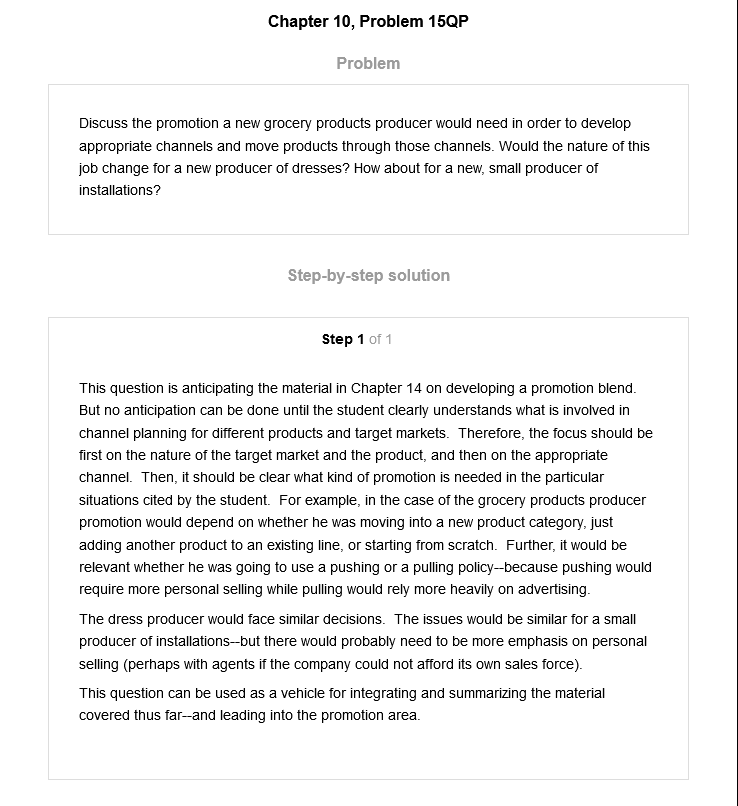 Chapter 10, Problem 15QP
Problem
Discuss the promotion a new grocery products producer would need in order to develop
appropriate channels and move products through those channels. Would the nature of this
job change for a new producer of dresses? How about for a new, small producer of
installations?
Step-by-step solution
Step 1 of 1
This question is anticipating the material in Chapter 14 on developing a promotion blend.
But no anticipation can be done until the student clearly understands what is involved in
channel planning for different products and target markets.  Therefore, the focus should be
first on the nature of the target market and the product, and then on the appropriate
channel.  Then, it should be clear what kind of promotion is needed in the particular
situations cited by the student.  For example, in the case of the grocery products producer
promotion would depend on whether he was moving into a new product category, just
adding another product to an existing line, or starting from scratch.  Further, it would be
relevant whether he was going to use a pushing or a pulling policy--because pushing would
require more personal selling while pulling would rely more heavily on advertising.
The dress producer would face similar decisions.  The issues would be similar for a small
producer of installations--but there would probably need to be more emphasis on personal
selling (perhaps with agents if the company could not afford its own sales force).
This question can be used as a vehicle for integrating and summarizing the material
covered thus far--and leading into the promotion area.